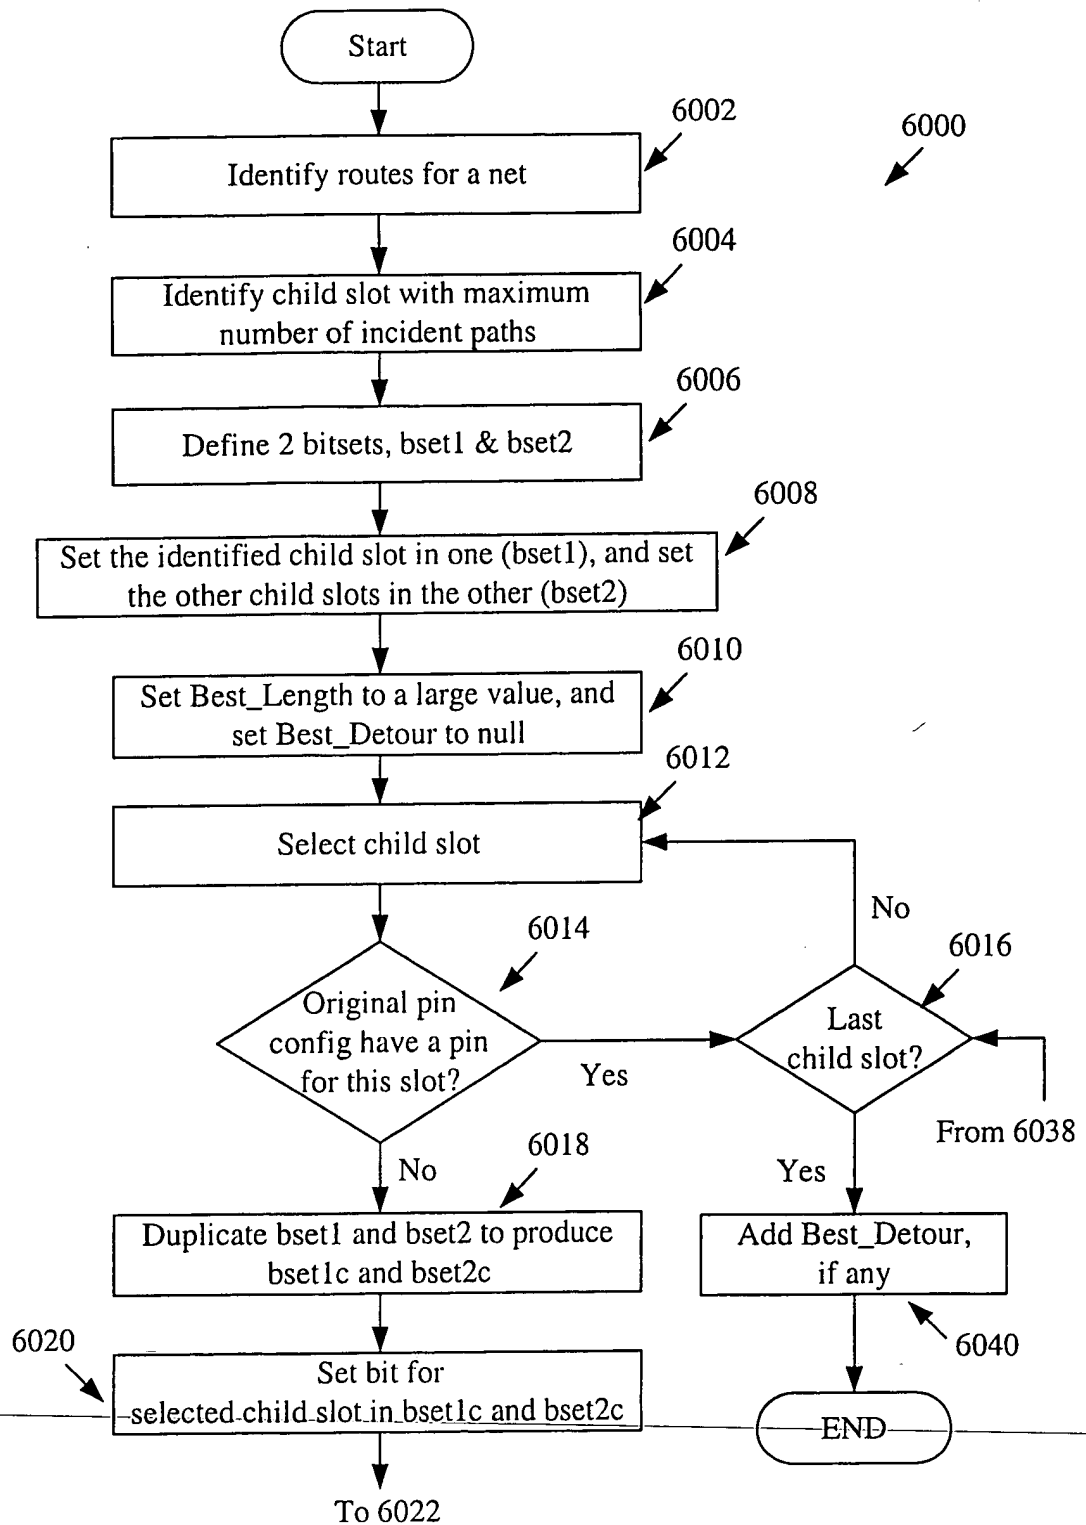 Start
6002
6000
Identify routes for a net
6004
Identify child slot with maximum
number of incident paths
6006
Define 2 bitsets, bset1 & bset2
6008
Set the identified child slot in one (bset1), and set
the other child slots in the other (bset2)
6010
Set Best_Length to a large value, and
set Best_Detour to null
6012
Select child slot
No
6014
6016
Original pin
config have a pin
for this slot?
Yes
Last
child slot?
From 6038
No
6018
Yes
Duplicate bset1 and bset2 to produce
bset1c and bset2c
Add Best_Detour,
if any
6020
6040
Set bit for
selected child slot in bset1c and bset2c
END
To 6022